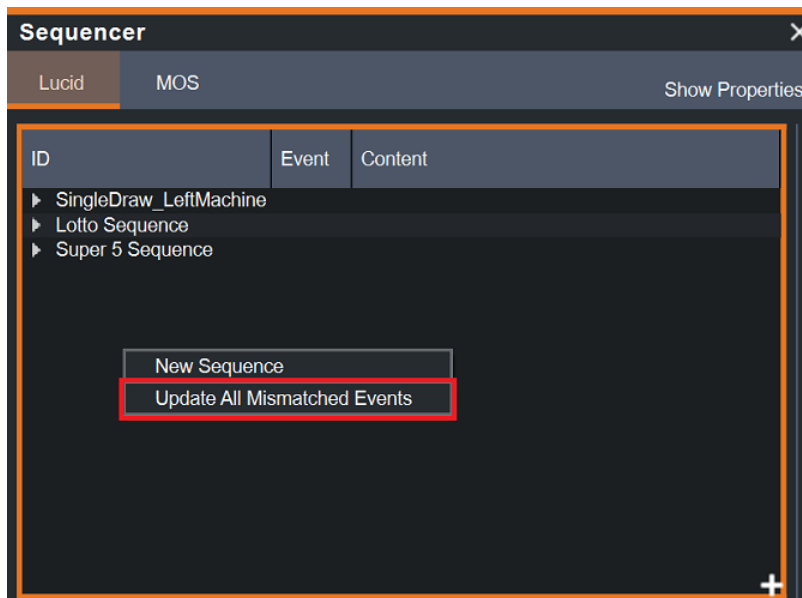 Sequencer
Lucid MOS Show Properties
ID Event Content
SingleDraw_LeftMachine
Lotto Sequence
Super 5 Sequence
New Sequence
Update All Mismatched Events